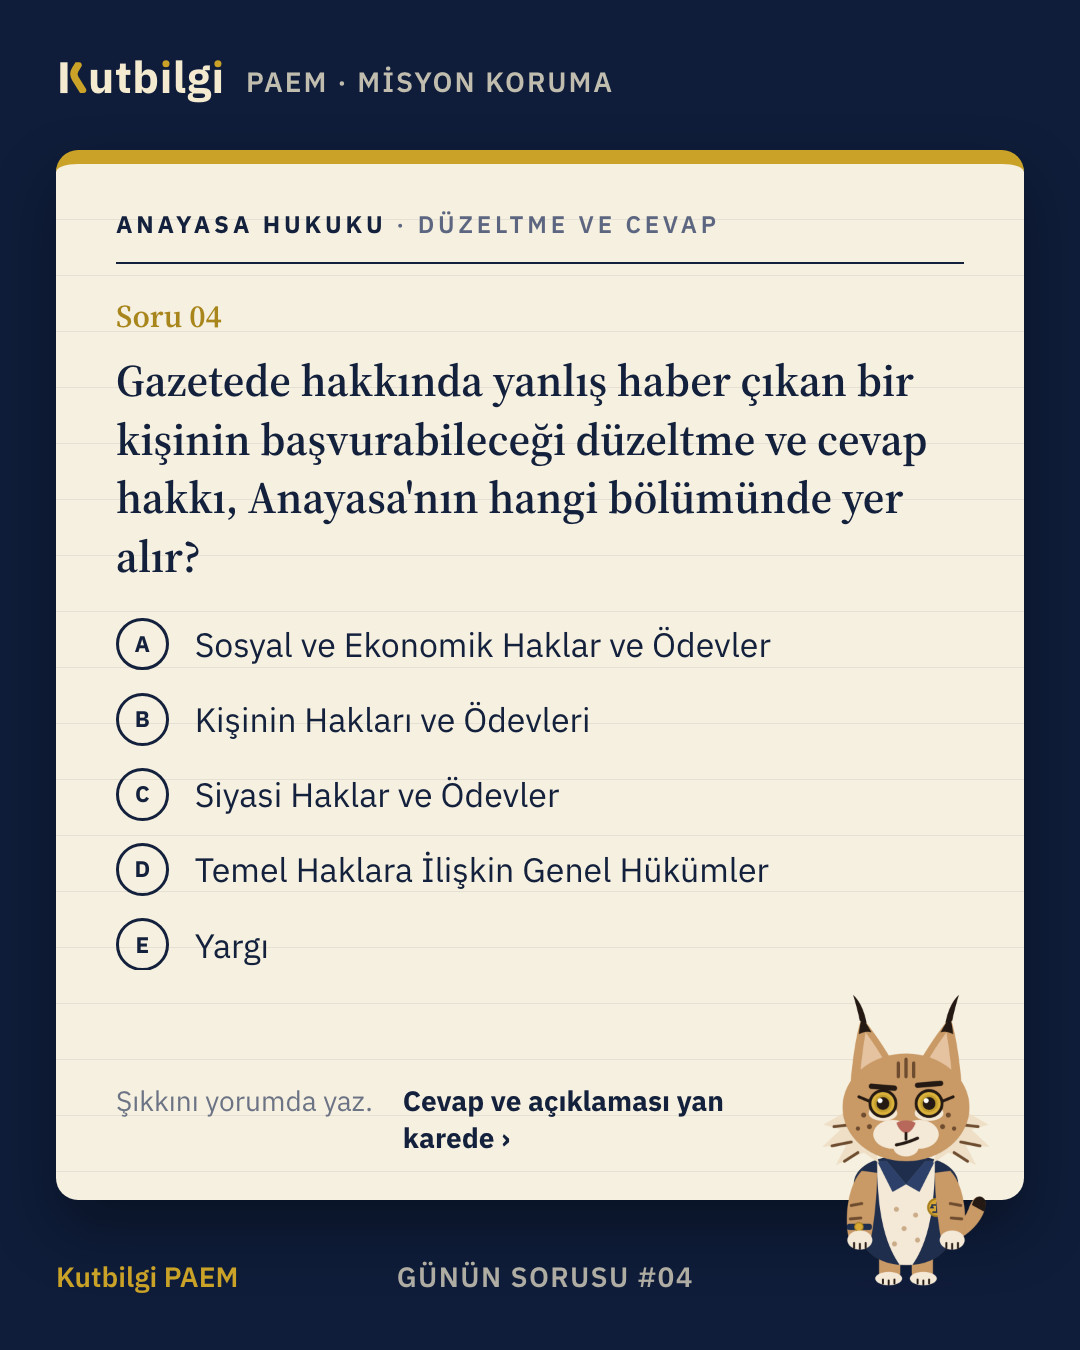 Kutbilgi PAEM · MİSYON KORUMA
ANAYASA HUKUKU · DÜZELTME VE CEVAP
Soru 04
Gazetede hakkında yanlış haber çıkan bir
kişinin başvurabileceği düzeltme ve cevap
hakkı, Anayasa'nın hangi bölümünde yer
alır?
A Sosyal ve Ekonomik Haklar ve Ödevler
B Kişinin Hakları ve Ödevleri
C Siyasi Haklar ve Ödevler
D Temel Haklara İlişkin Genel Hükümler
E Yargı
Şıkkını yorumda yaz. Cevap ve açıklaması yan
karede ›
Kutbilgi PAEM GÜNÜN SORUSU #04